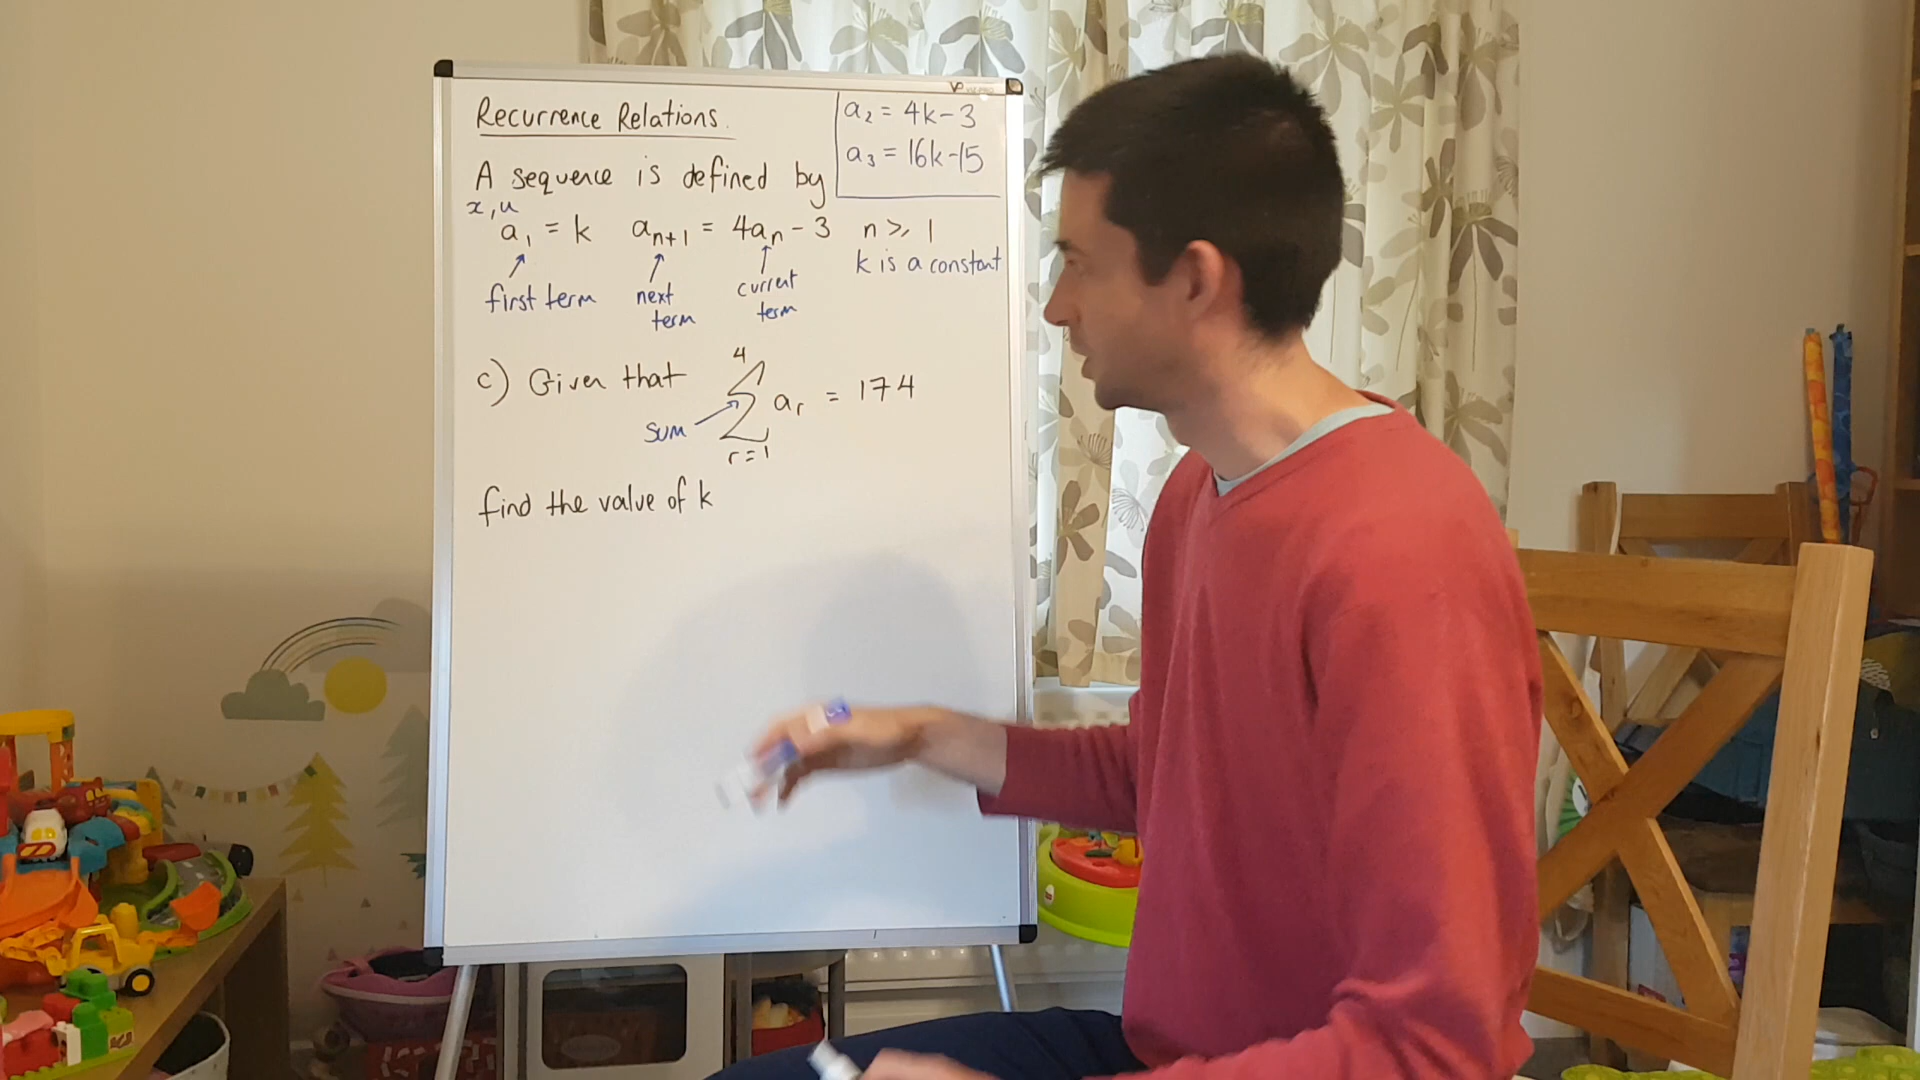 Recurrence Relations.
a₂ = 4k-3
a₃ = 16k-15
A sequence is defined by
x, u
a₁ = k   aₙ₊₁ = 4aₙ - 3   n ⩾ 1
k is a constant
first term
next term
current term
c) Given that
4
Σ aᵣ = 174
r=1
sum
find the value of k